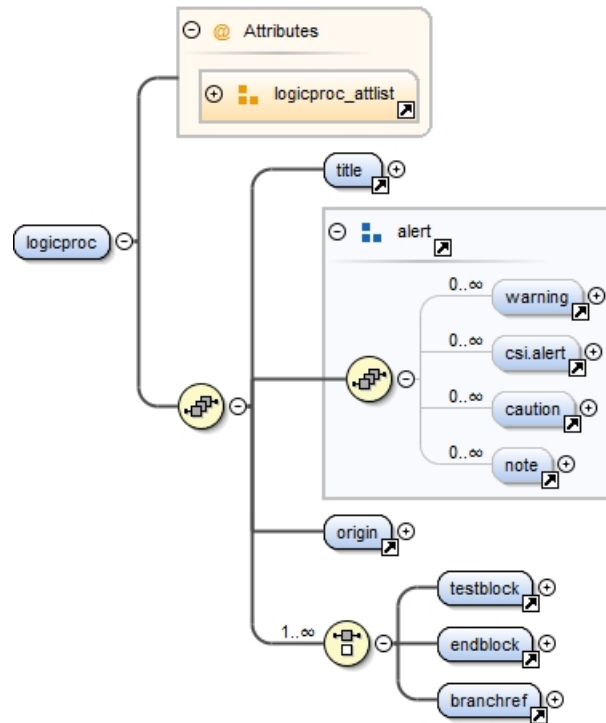 @ Attributes
logicproc_attlist
title
alert
logicproc
0..∞
warning
0..∞
csi.alert
0..∞
caution
0..∞
note
origin
1..∞
testblock
endblock
branchref